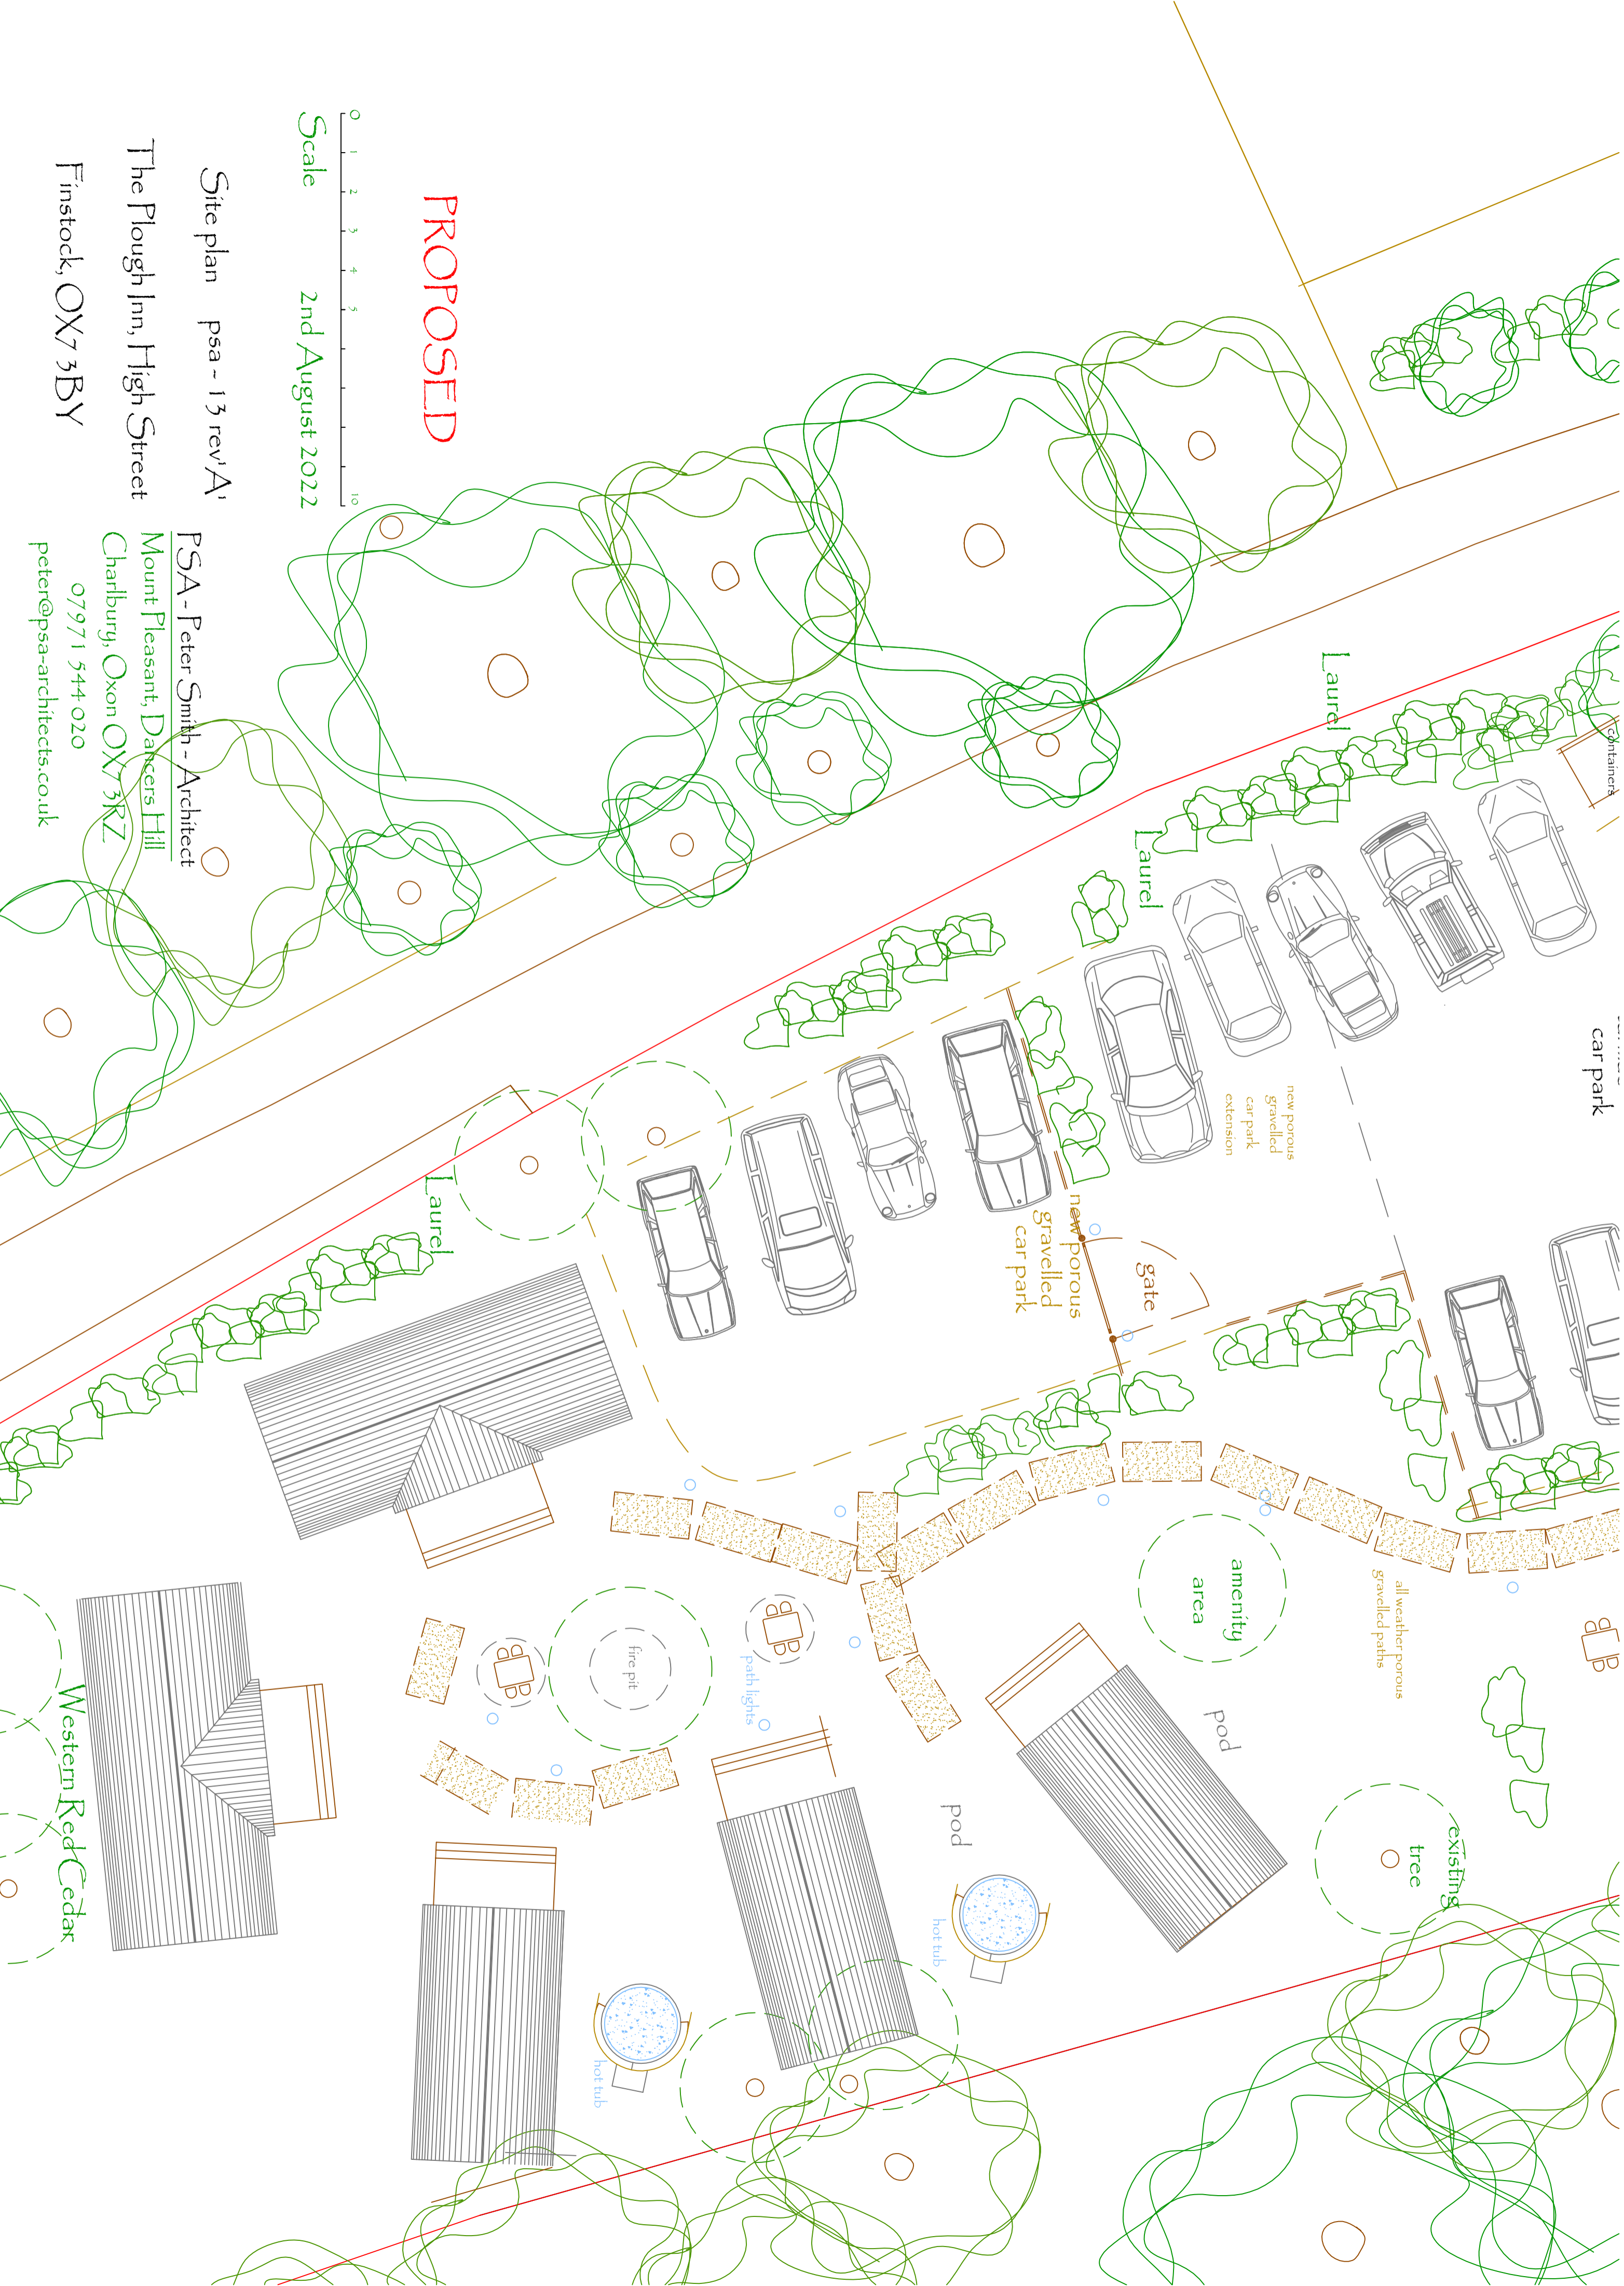 PROPOSED
0 1 2 3 4 5 10
Scale 2nd August 2022
Site plan psa - 13 rev'A'
The Plough Inn, High Street
Finstock, OX7 3BY
PSA - Peter Smith - Architect
Mount Pleasant, Dancers Hill
Charlbury, Oxon OX7 3RZ
07971 544 020
peter@psa-architects.co.uk
containers
car park
Laurel
Laurel
new porous
gravelled
car park
extension
new porous
gravelled
car park
gate
Laurel
amenity
area
all weather porous
gravelled paths
fire pit
path lights
pod
pod
existing
tree
hot tub
hot tub
Western Red Cedar